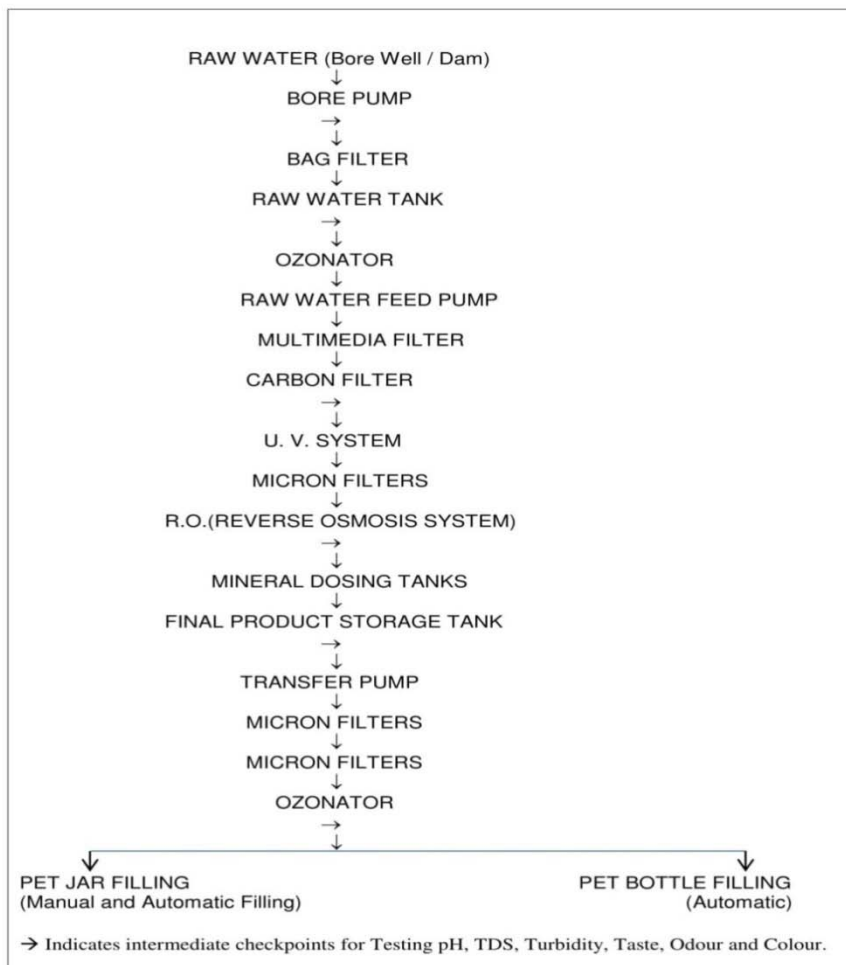 RAW WATER (Bore Well / Dam)
↓
BORE PUMP
→
↓
BAG FILTER
↓
RAW WATER TANK
→
↓
OZONATOR
↓
RAW WATER FEED PUMP
↓
MULTIMEDIA FILTER
↓
CARBON FILTER
→
↓
U. V. SYSTEM
↓
MICRON FILTERS
↓
R.O.(REVERSE OSMOSIS SYSTEM)
→
↓
MINERAL DOSING TANKS
↓
FINAL PRODUCT STORAGE TANK
→
↓
TRANSFER PUMP
↓
MICRON FILTERS
↓
MICRON FILTERS
↓
OZONATOR
→
↓
PET JAR FILLING
(Manual and Automatic Filling)
PET BOTTLE FILLING
(Automatic)
→ Indicates intermediate checkpoints for Testing pH, TDS, Turbidity, Taste, Odour and Colour.